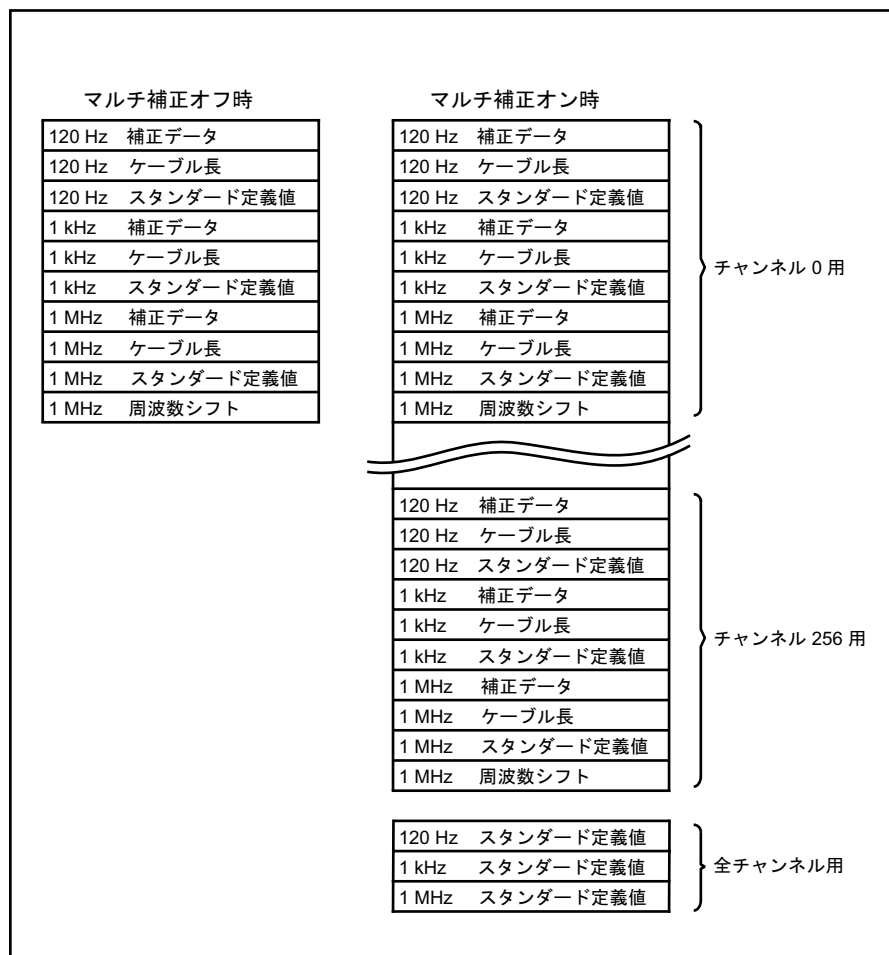 マルチ補正オフ時
120 Hz 補正データ
120 Hz ケーブル長
120 Hz スタンダード定義値
1 kHz 補正データ
1 kHz ケーブル長
1 kHz スタンダード定義値
1 MHz 補正データ
1 MHz ケーブル長
1 MHz スタンダード定義値
1 MHz 周波数シフト
マルチ補正オン時
120 Hz 補正データ
120 Hz ケーブル長
120 Hz スタンダード定義値
1 kHz 補正データ
1 kHz ケーブル長
1 kHz スタンダード定義値
1 MHz 補正データ
1 MHz ケーブル長
1 MHz スタンダード定義値
1 MHz 周波数シフト
チャンネル 0 用
120 Hz 補正データ
120 Hz ケーブル長
120 Hz スタンダード定義値
1 kHz 補正データ
1 kHz ケーブル長
1 kHz スタンダード定義値
1 MHz 補正データ
1 MHz ケーブル長
1 MHz スタンダード定義値
1 MHz 周波数シフト
チャンネル 256 用
120 Hz スタンダード定義値
1 kHz スタンダード定義値
1 MHz スタンダード定義値
全チャンネル用